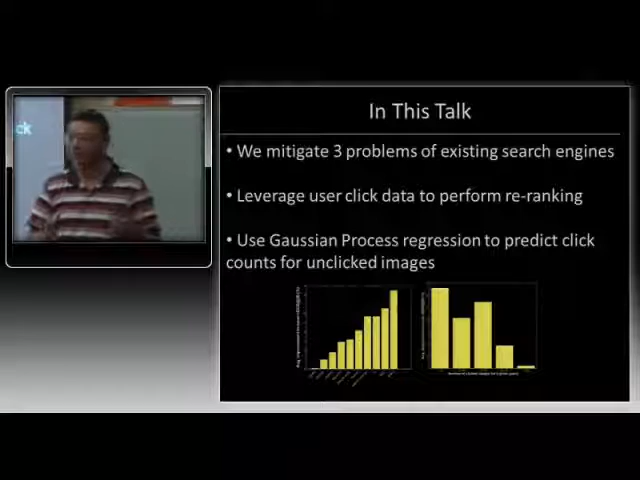 ck
In This Talk
• We mitigate 3 problems of existing search engines
• Leverage user click data to perform re-ranking
• Use Gaussian Process regression to predict click
counts for unclicked images